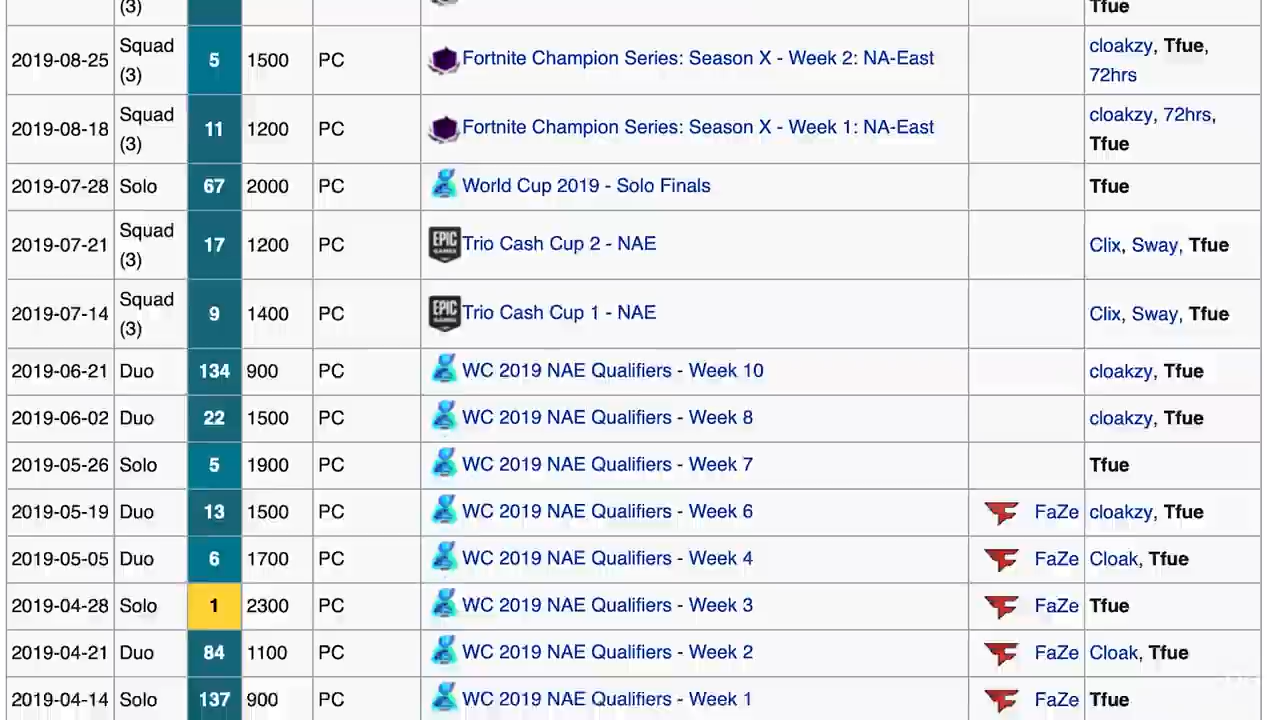 (3) Tfue
2019-08-25 Squad (3) 5 1500 PC Fortnite Champion Series: Season X - Week 2: NA-East cloakzy, Tfue, 72hrs
2019-08-18 Squad (3) 11 1200 PC Fortnite Champion Series: Season X - Week 1: NA-East cloakzy, 72hrs, Tfue
2019-07-28 Solo 67 2000 PC World Cup 2019 - Solo Finals Tfue
2019-07-21 Squad (3) 17 1200 PC EPIC GAMES Trio Cash Cup 2 - NAE Clix, Sway, Tfue
2019-07-14 Squad (3) 9 1400 PC EPIC GAMES Trio Cash Cup 1 - NAE Clix, Sway, Tfue
2019-06-21 Duo 134 900 PC WC 2019 NAE Qualifiers - Week 10 cloakzy, Tfue
2019-06-02 Duo 22 1500 PC WC 2019 NAE Qualifiers - Week 8 cloakzy, Tfue
2019-05-26 Solo 5 1900 PC WC 2019 NAE Qualifiers - Week 7 Tfue
2019-05-19 Duo 13 1500 PC WC 2019 NAE Qualifiers - Week 6 FaZe cloakzy, Tfue
2019-05-05 Duo 6 1700 PC WC 2019 NAE Qualifiers - Week 4 FaZe Cloak, Tfue
2019-04-28 Solo 1 2300 PC WC 2019 NAE Qualifiers - Week 3 FaZe Tfue
2019-04-21 Duo 84 1100 PC WC 2019 NAE Qualifiers - Week 2 FaZe Cloak, Tfue
2019-04-14 Solo 137 900 PC WC 2019 NAE Qualifiers - Week 1 FaZe Tfue